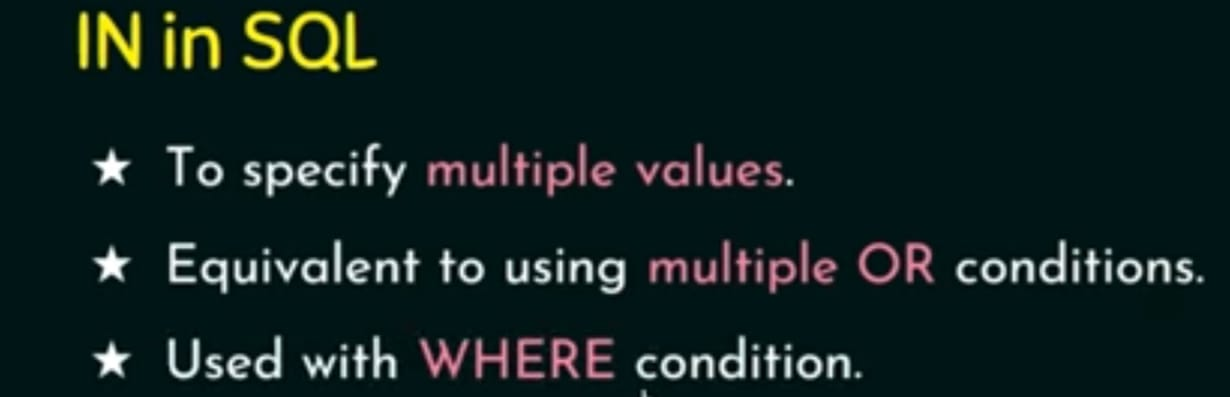 IN in SQL
★ To specify multiple values.
★ Equivalent to using multiple OR conditions.
★ Used with WHERE condition.